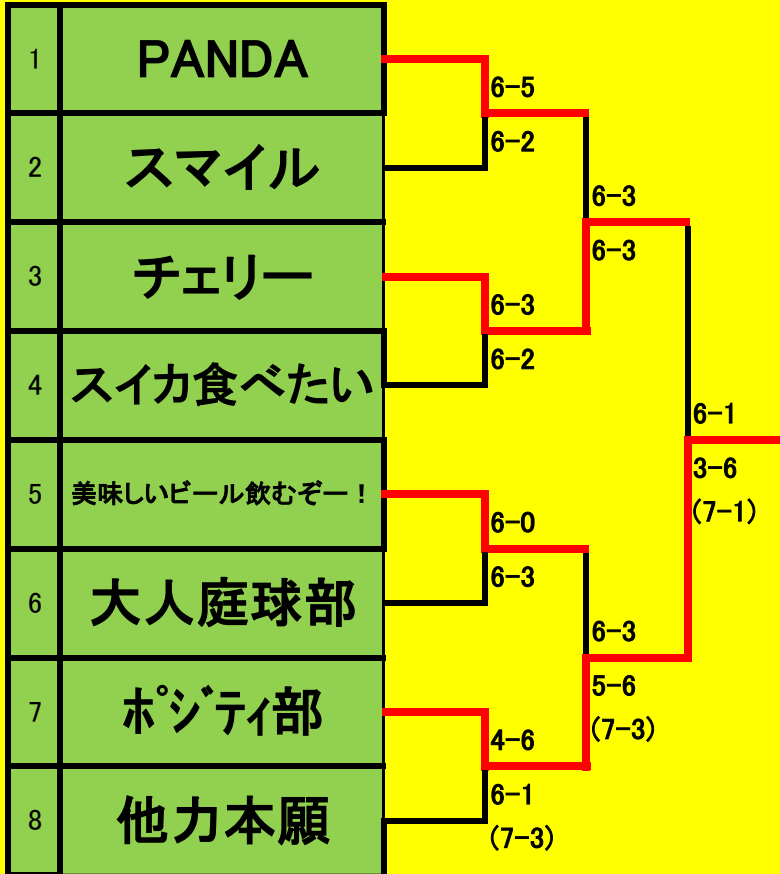 1 PANDA
2 スマイル
3 チェリー
4 スイカ食べたい
5 美味しいビール飲むぞー！
6 大人庭球部
7 ポジティ部
8 他力本願
6-5
6-2
6-3
6-2
6-0
6-3
4-6
6-1
(7-3)
6-3
6-3
6-3
5-6
(7-3)
6-1
3-6
(7-1)